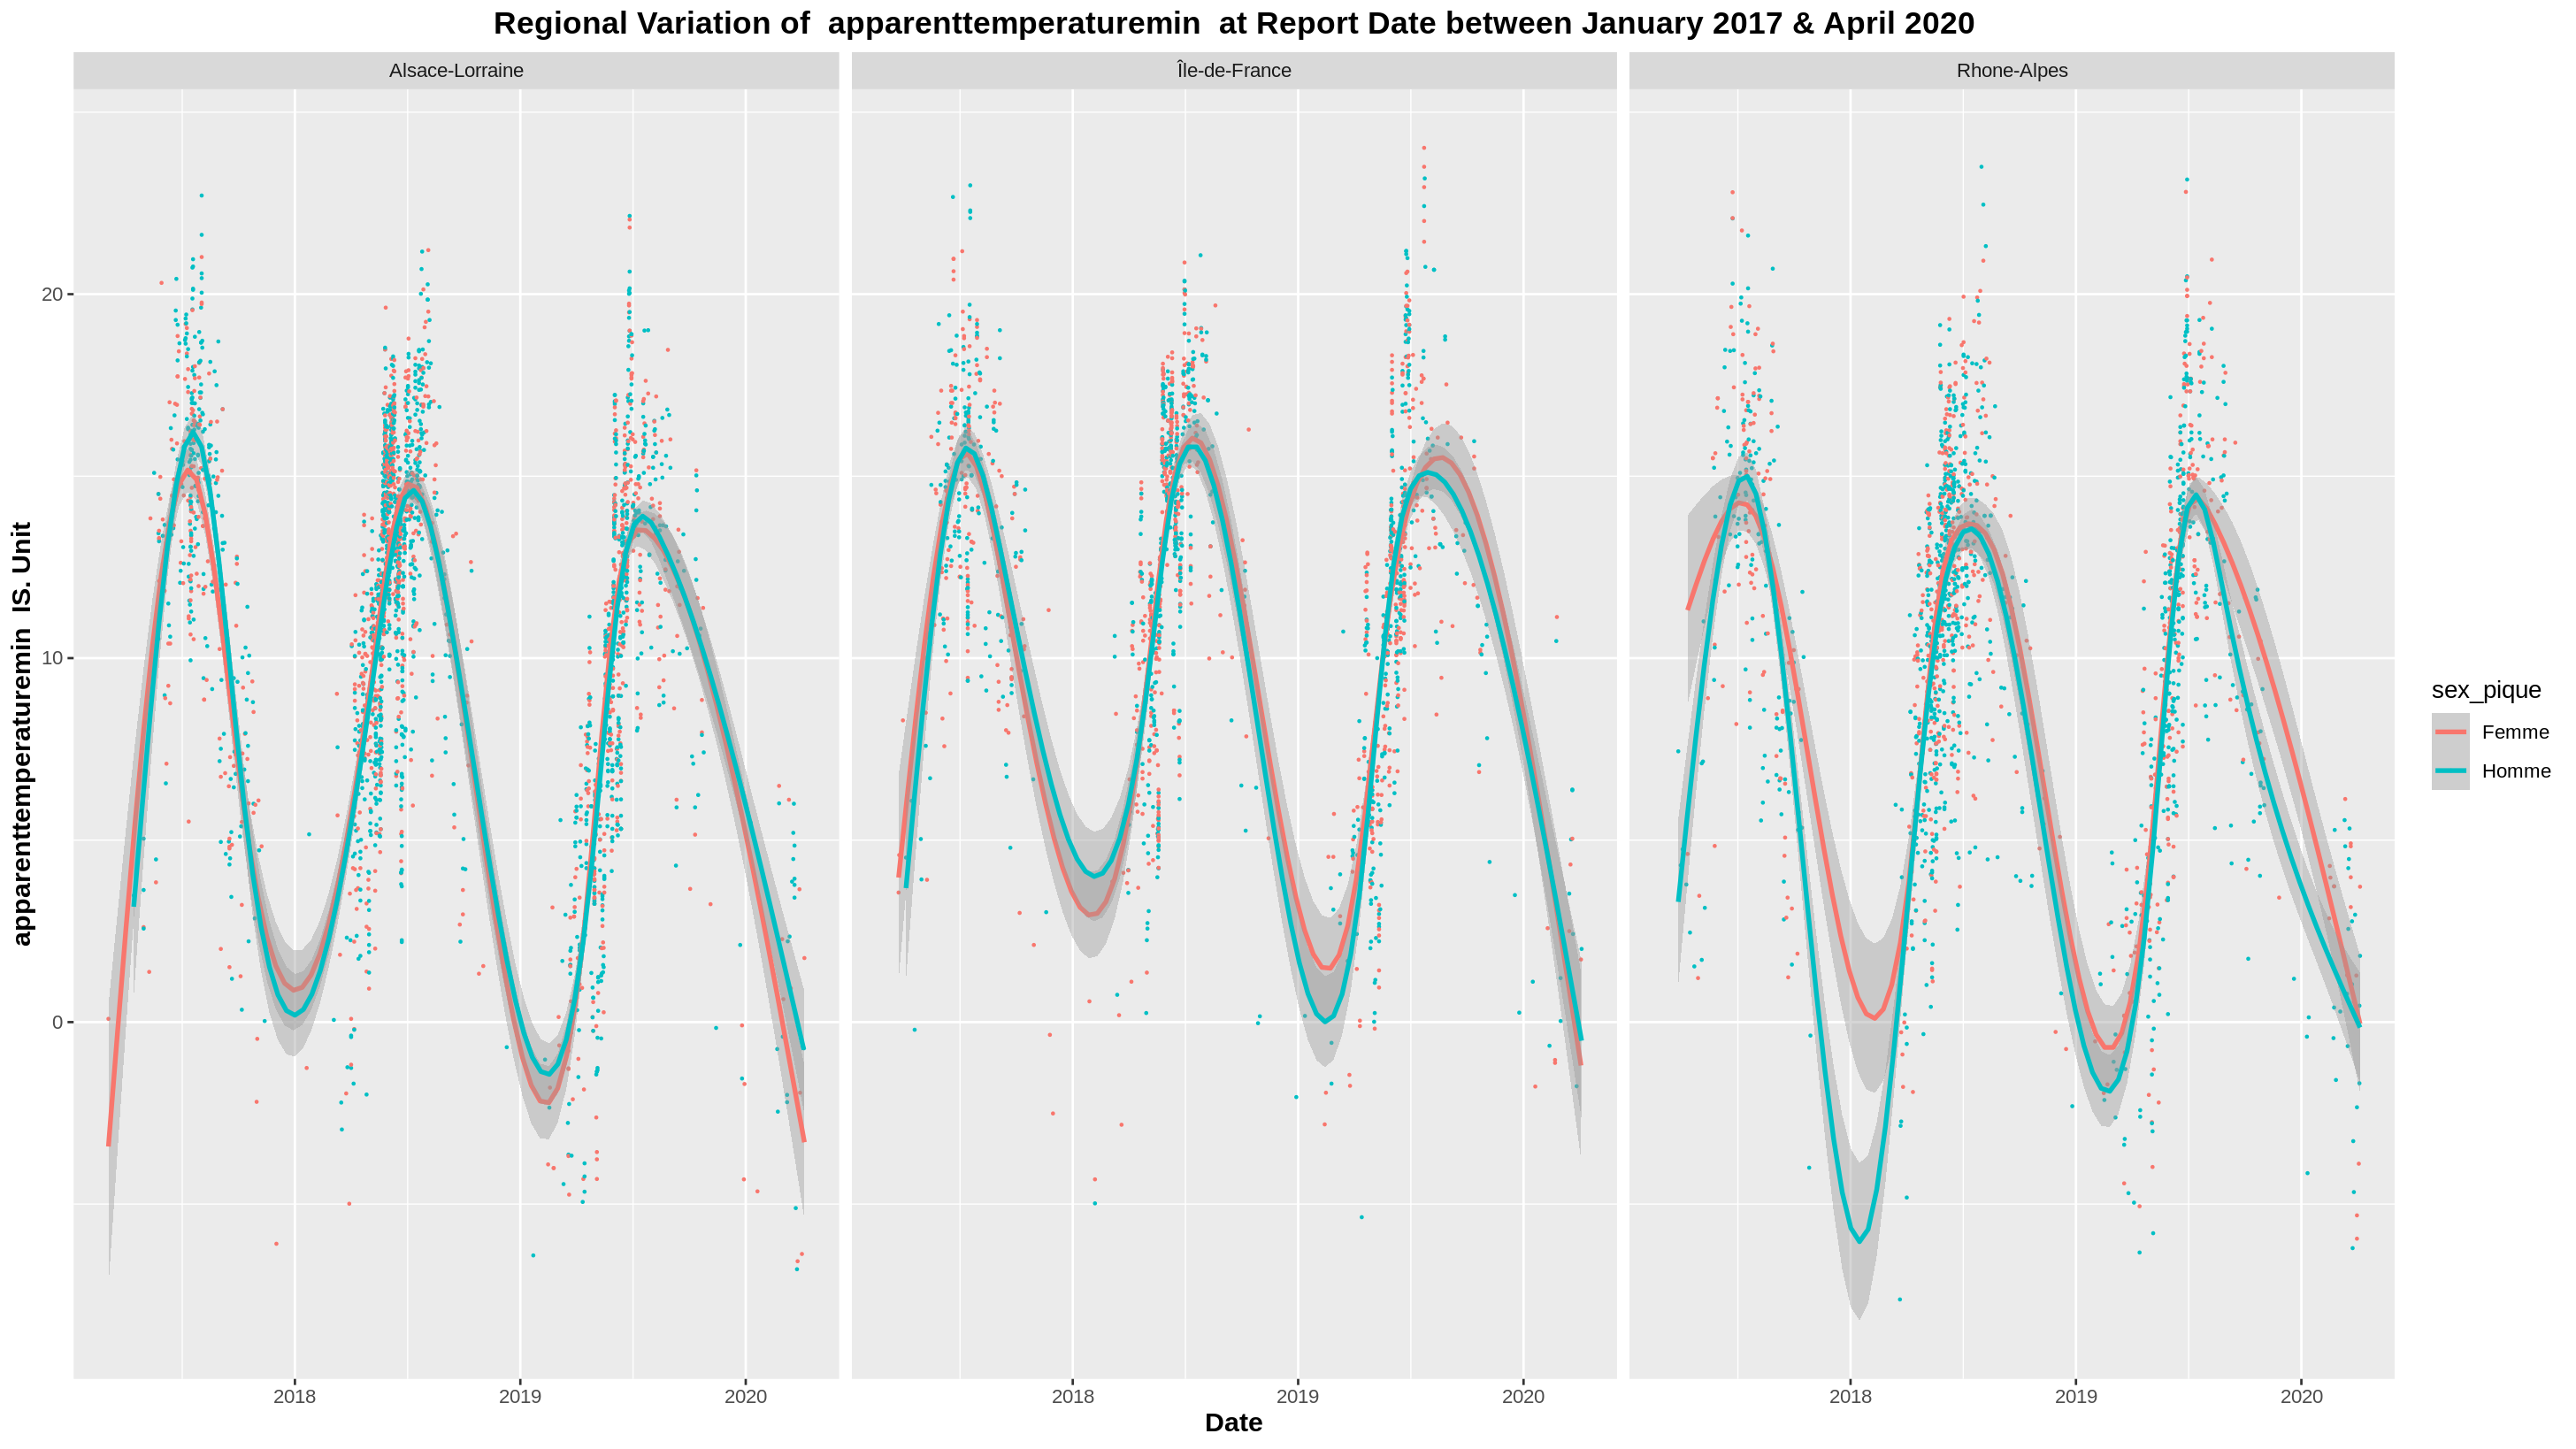 Regional Variation of  apparenttemperaturemin  at Report Date between January 2017 & April 2020
Alsace-Lorraine
Île-de-France
Rhone-Alpes
apparenttemperaturemin  IS. Unit
20
10
0
2018 2019 2020
2018 2019 2020
2018 2019 2020
Date
sex_pique
Femme
Homme